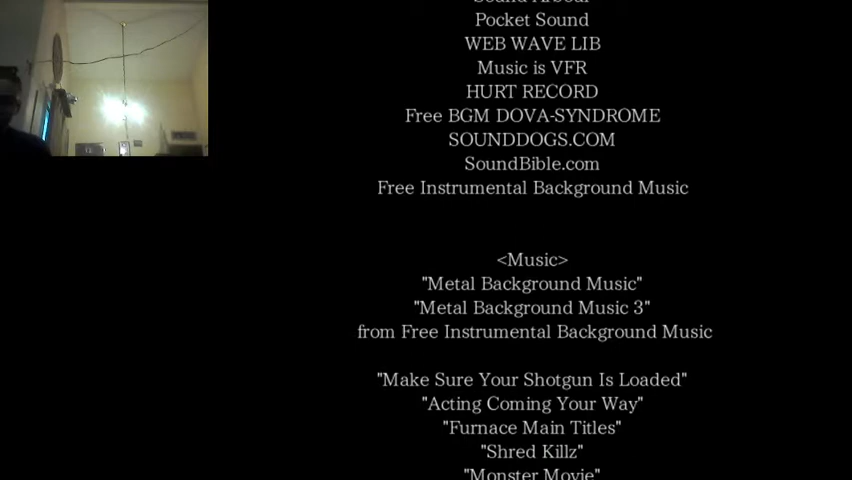 Pocket Sound
WEB WAVE LIB
Music is VFR
HURT RECORD
Free BGM DOVA-SYNDROME
SOUNDDOGS.COM
SoundBible.com
Free Instrumental Background Music
<Music>
"Metal Background Music"
"Metal Background Music 3"
from Free Instrumental Background Music
"Make Sure Your Shotgun Is Loaded"
"Acting Coming Your Way"
"Furnace Main Titles"
"Shred Killz"
"Monster Movie"